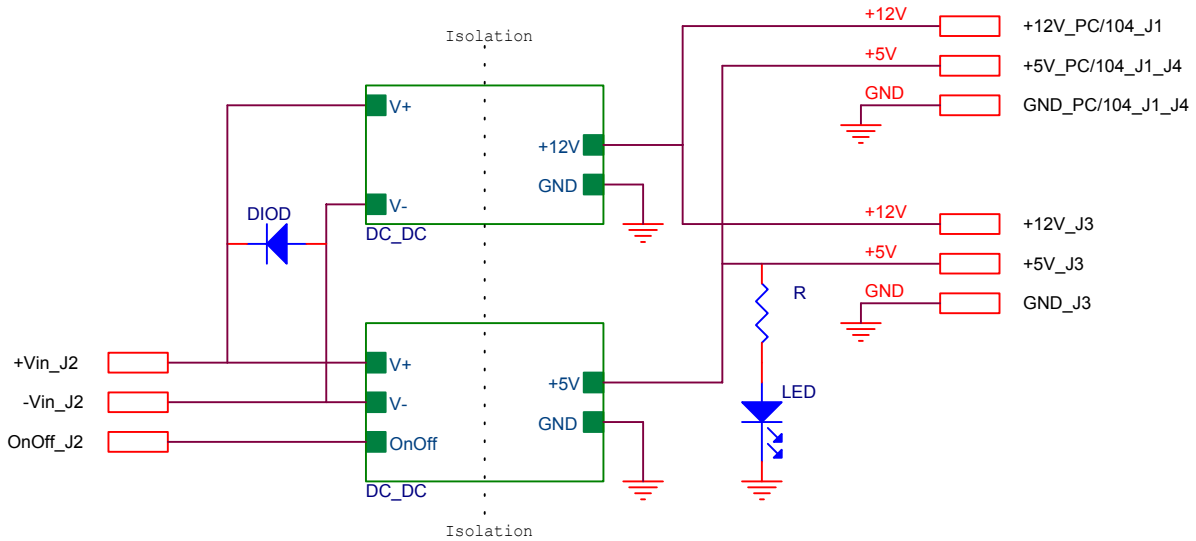 Isolation
+12V
+12V_PC/104_J1
+5V
+5V_PC/104_J1_J4
GND
GND_PC/104_J1_J4
V+
+12V
GND
V-
DC_DC
DIOD
+12V
+12V_J3
+5V
+5V_J3
GND
GND_J3
R
LED
+Vin_J2
-Vin_J2
OnOff_J2
V+
V-
OnOff
+5V
GND
DC_DC
Isolation